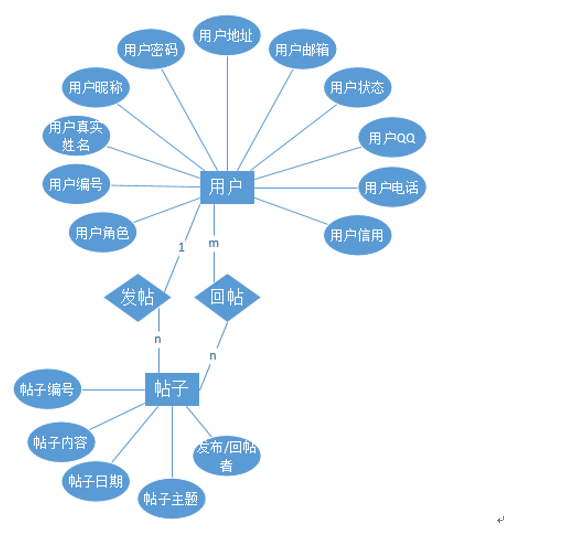 用户地址
用户密码
用户邮箱
用户昵称
用户状态
用户真实
姓名
用户QQ
用户编号
用户
用户电话
用户角色
用户信用
1
m
发帖
回帖
n
n
帖子
帖子编号
帖子内容
发布/回帖
者
帖子日期
帖子主题